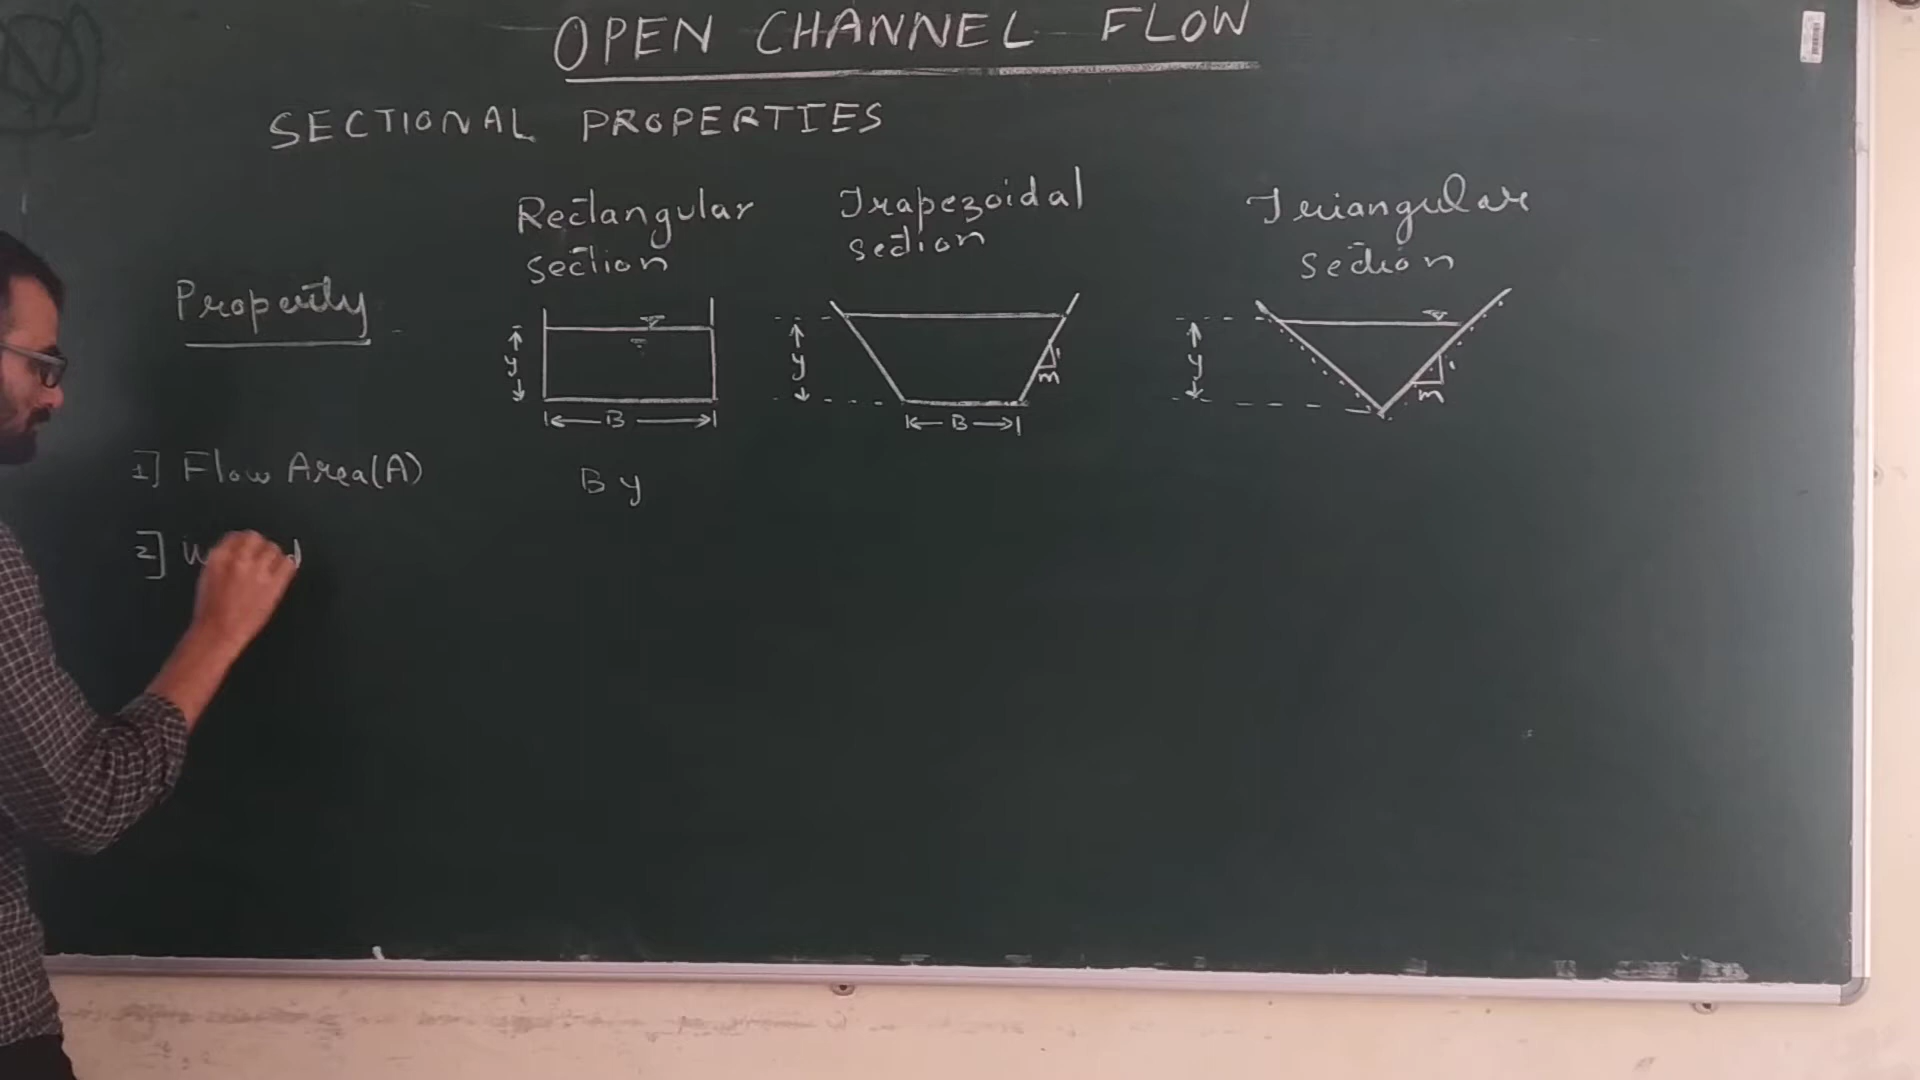 OPEN CHANNEL FLOW
SECTIONAL PROPERTIES
Rectangular section
Trapezoidal section
Triangular section
Property
y
B
y
B
m
1
y
m
1
1] Flow Area(A)
By
2]